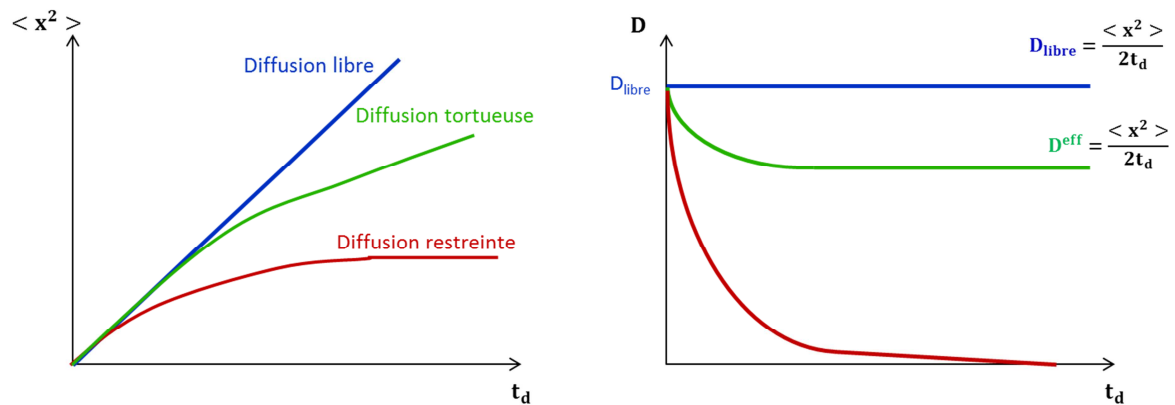 < x² >
Diffusion libre
Diffusion tortueuse
Diffusion restreinte
t_d
D
D_libre = < x² > / 2t_d
D_libre
D^eff = < x² > / 2t_d
t_d